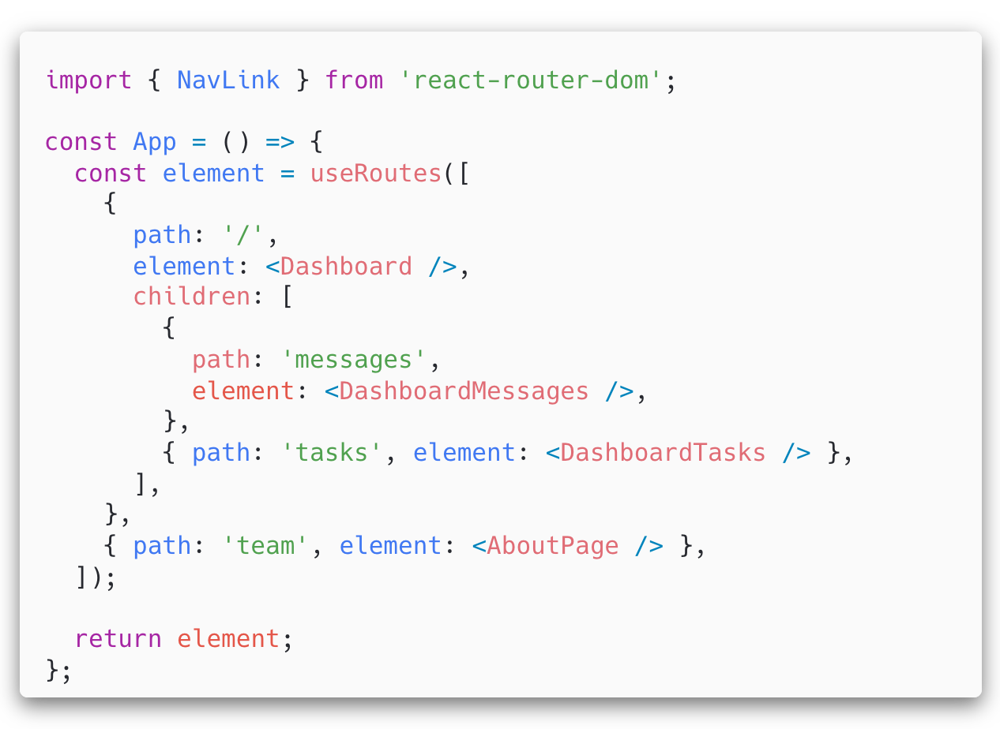 import { NavLink } from 'react-router-dom';
const App = () => {
  const element = useRoutes([
    {
      path: '/',
      element: <Dashboard />,
      children: [
        {
          path: 'messages',
          element: <DashboardMessages />,
        },
        { path: 'tasks', element: <DashboardTasks /> },
      ],
    },
    { path: 'team', element: <AboutPage /> },
  ]);
  return element;
};